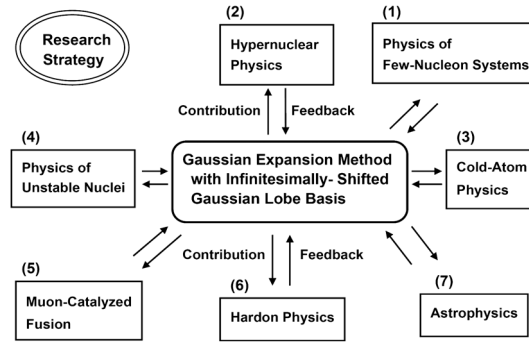 Research
Strategy
(2)
Hypernuclear
Physics
(1)
Physics of
Few-Nucleon Systems
Contribution
Feedback
(4)
Physics of
Unstable Nuclei
Gaussian Expansion Method
with Infinitesimally- Shifted
Gaussian Lobe Basis
(3)
Cold-Atom
Physics
Contribution
Feedback
(5)
Muon-Catalyzed
Fusion
(6)
Hardon Physics
(7)
Astrophysics